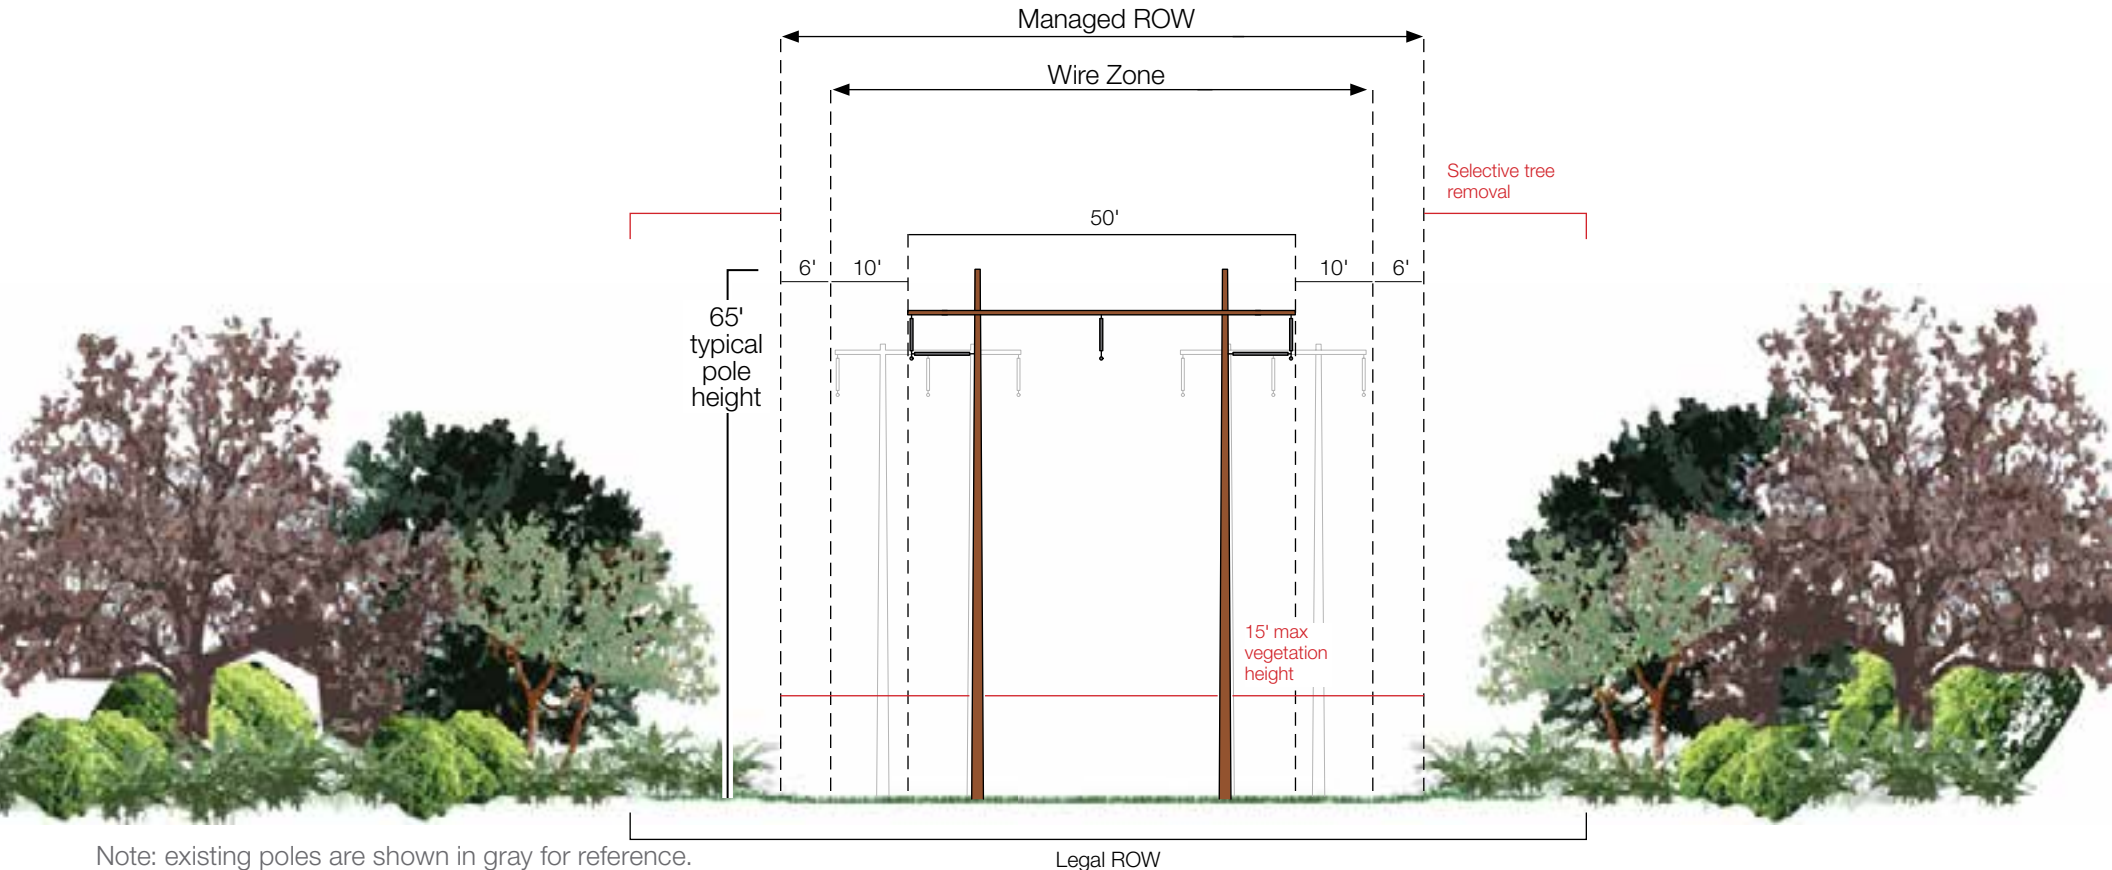 Managed ROW
Wire Zone
Selective tree
removal
50'
6'
10'
10'
6'
65'
typical
pole
height
15' max
vegetation
height
Note: existing poles are shown in gray for reference.
Legal ROW